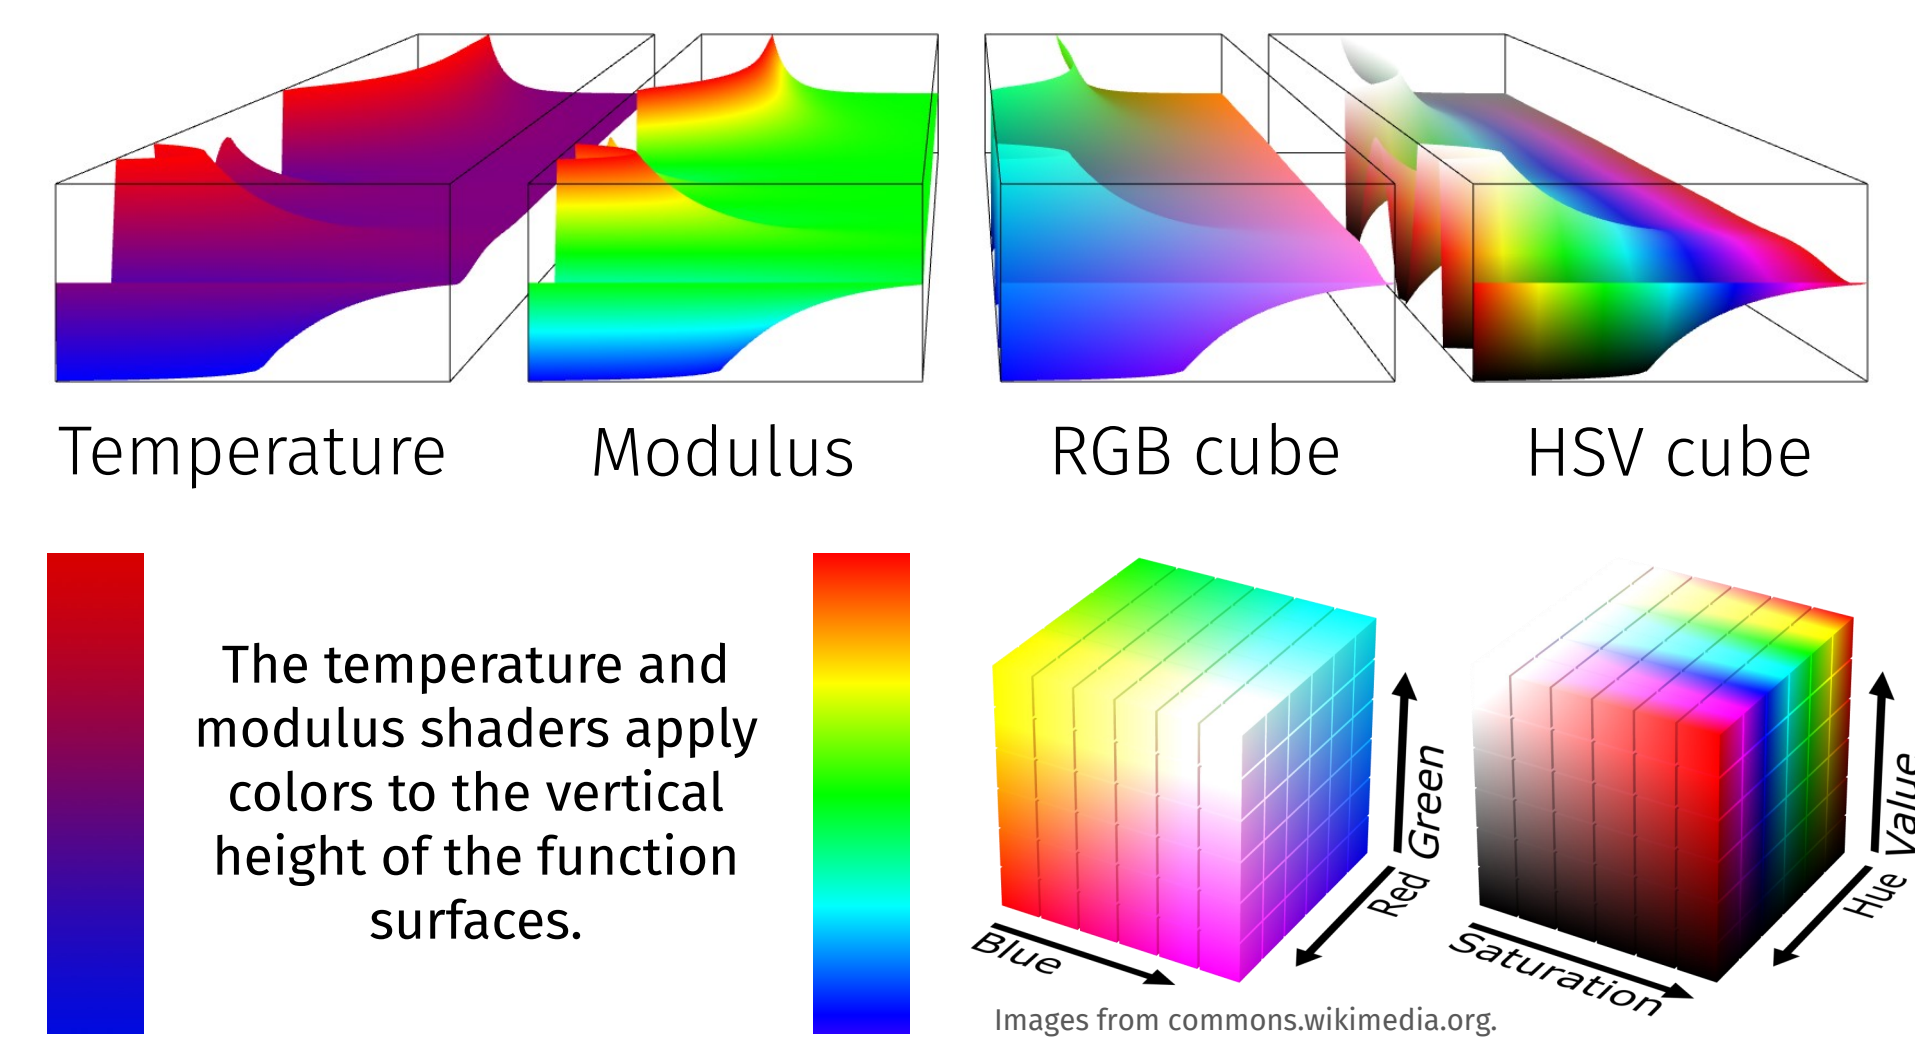 Temperature
Modulus
RGB cube
HSV cube
The temperature and
modulus shaders apply
colors to the vertical
height of the function
surfaces.
Blue
Red
Green
Saturation
Hue
Value
Images from commons.wikimedia.org.